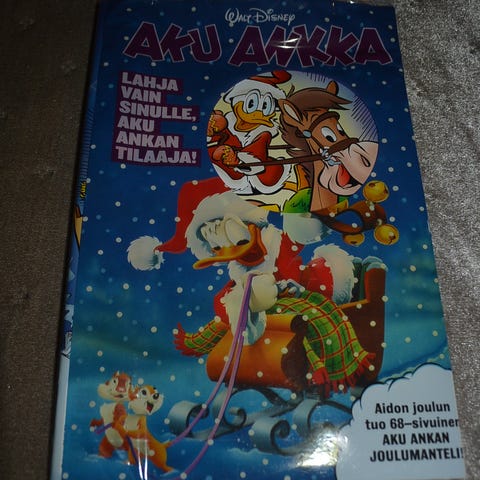 WALT DISNEY
AKU ANKKA
LAHJA
VAIN
SINULLE,
AKU
ANKAN
TILAAJA!
Aidon joulun
tuo 68-sivuinen
AKU ANKAN
JOULUMANTELI!